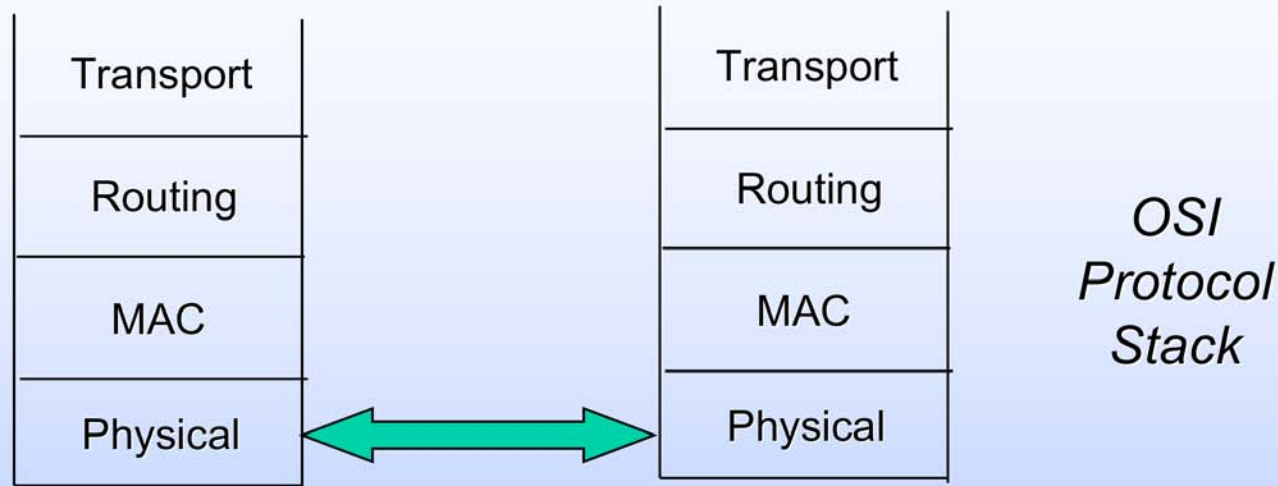 Transport
Routing
MAC
Physical
Transport
Routing
MAC
Physical
OSI
Protocol
Stack